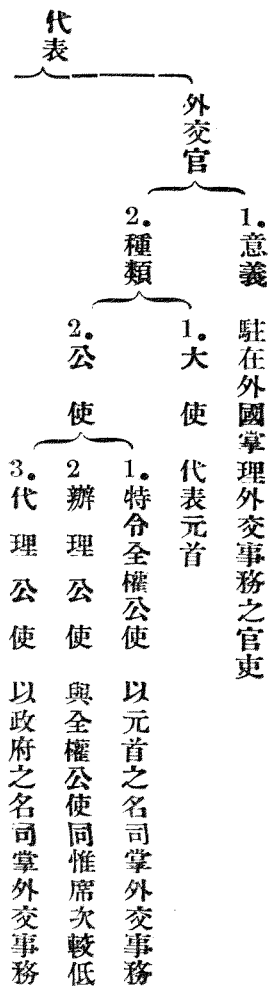 代表
外交官
1. 意義　駐在外國掌理外交事務之官吏
2. 種類
1. 大使　代表元首
2. 公使
1. 特命全權公使　以元首之名司掌外交事務
2 辦理公使　與全權公使同惟席次較低
3. 代理公使　以政府之名司掌外交事務